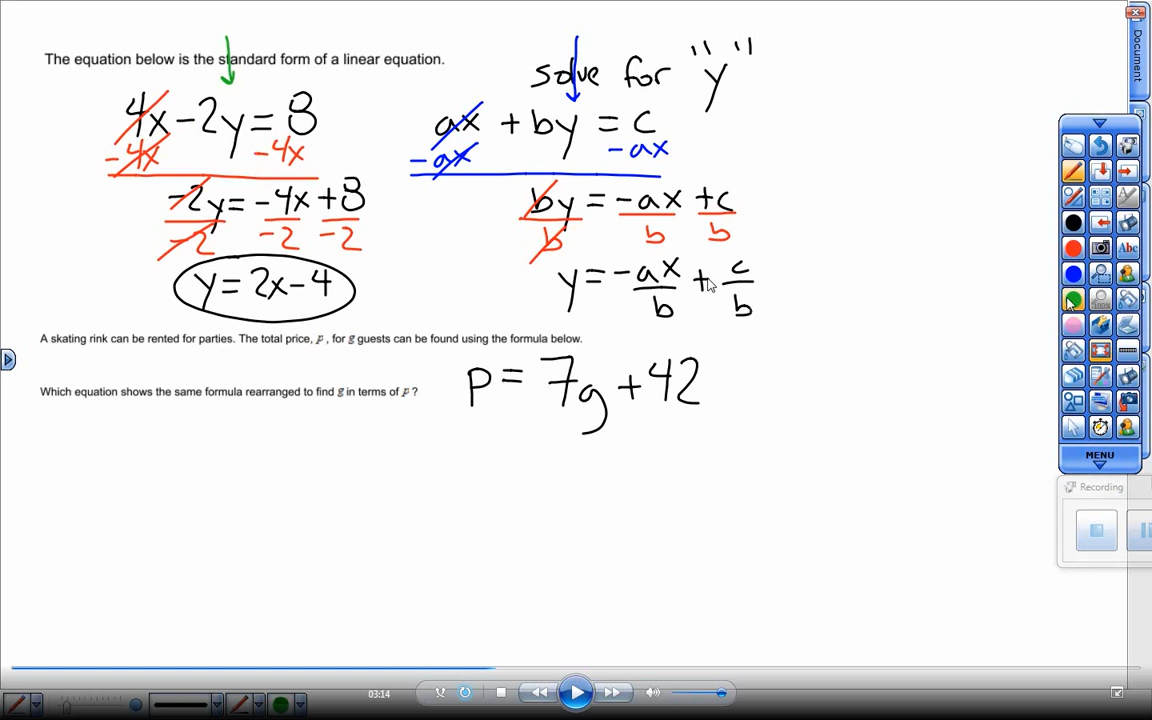 The equation below is the standard form of a linear equation.
solve for "y"
4x-2y=8
-4x -4x
-2y=-4x+8
-2 -2 -2
y=2x-4
ax+by=c
-ax -ax
by=-ax+c
b b b
y=-ax/b+c/b
A skating rink can be rented for parties. The total price, p , for g guests can be found using the formula below.
p=7g+42
Which equation shows the same formula rearranged to find g in terms of p ?
Document
Abc
MENU
Recording
03:14